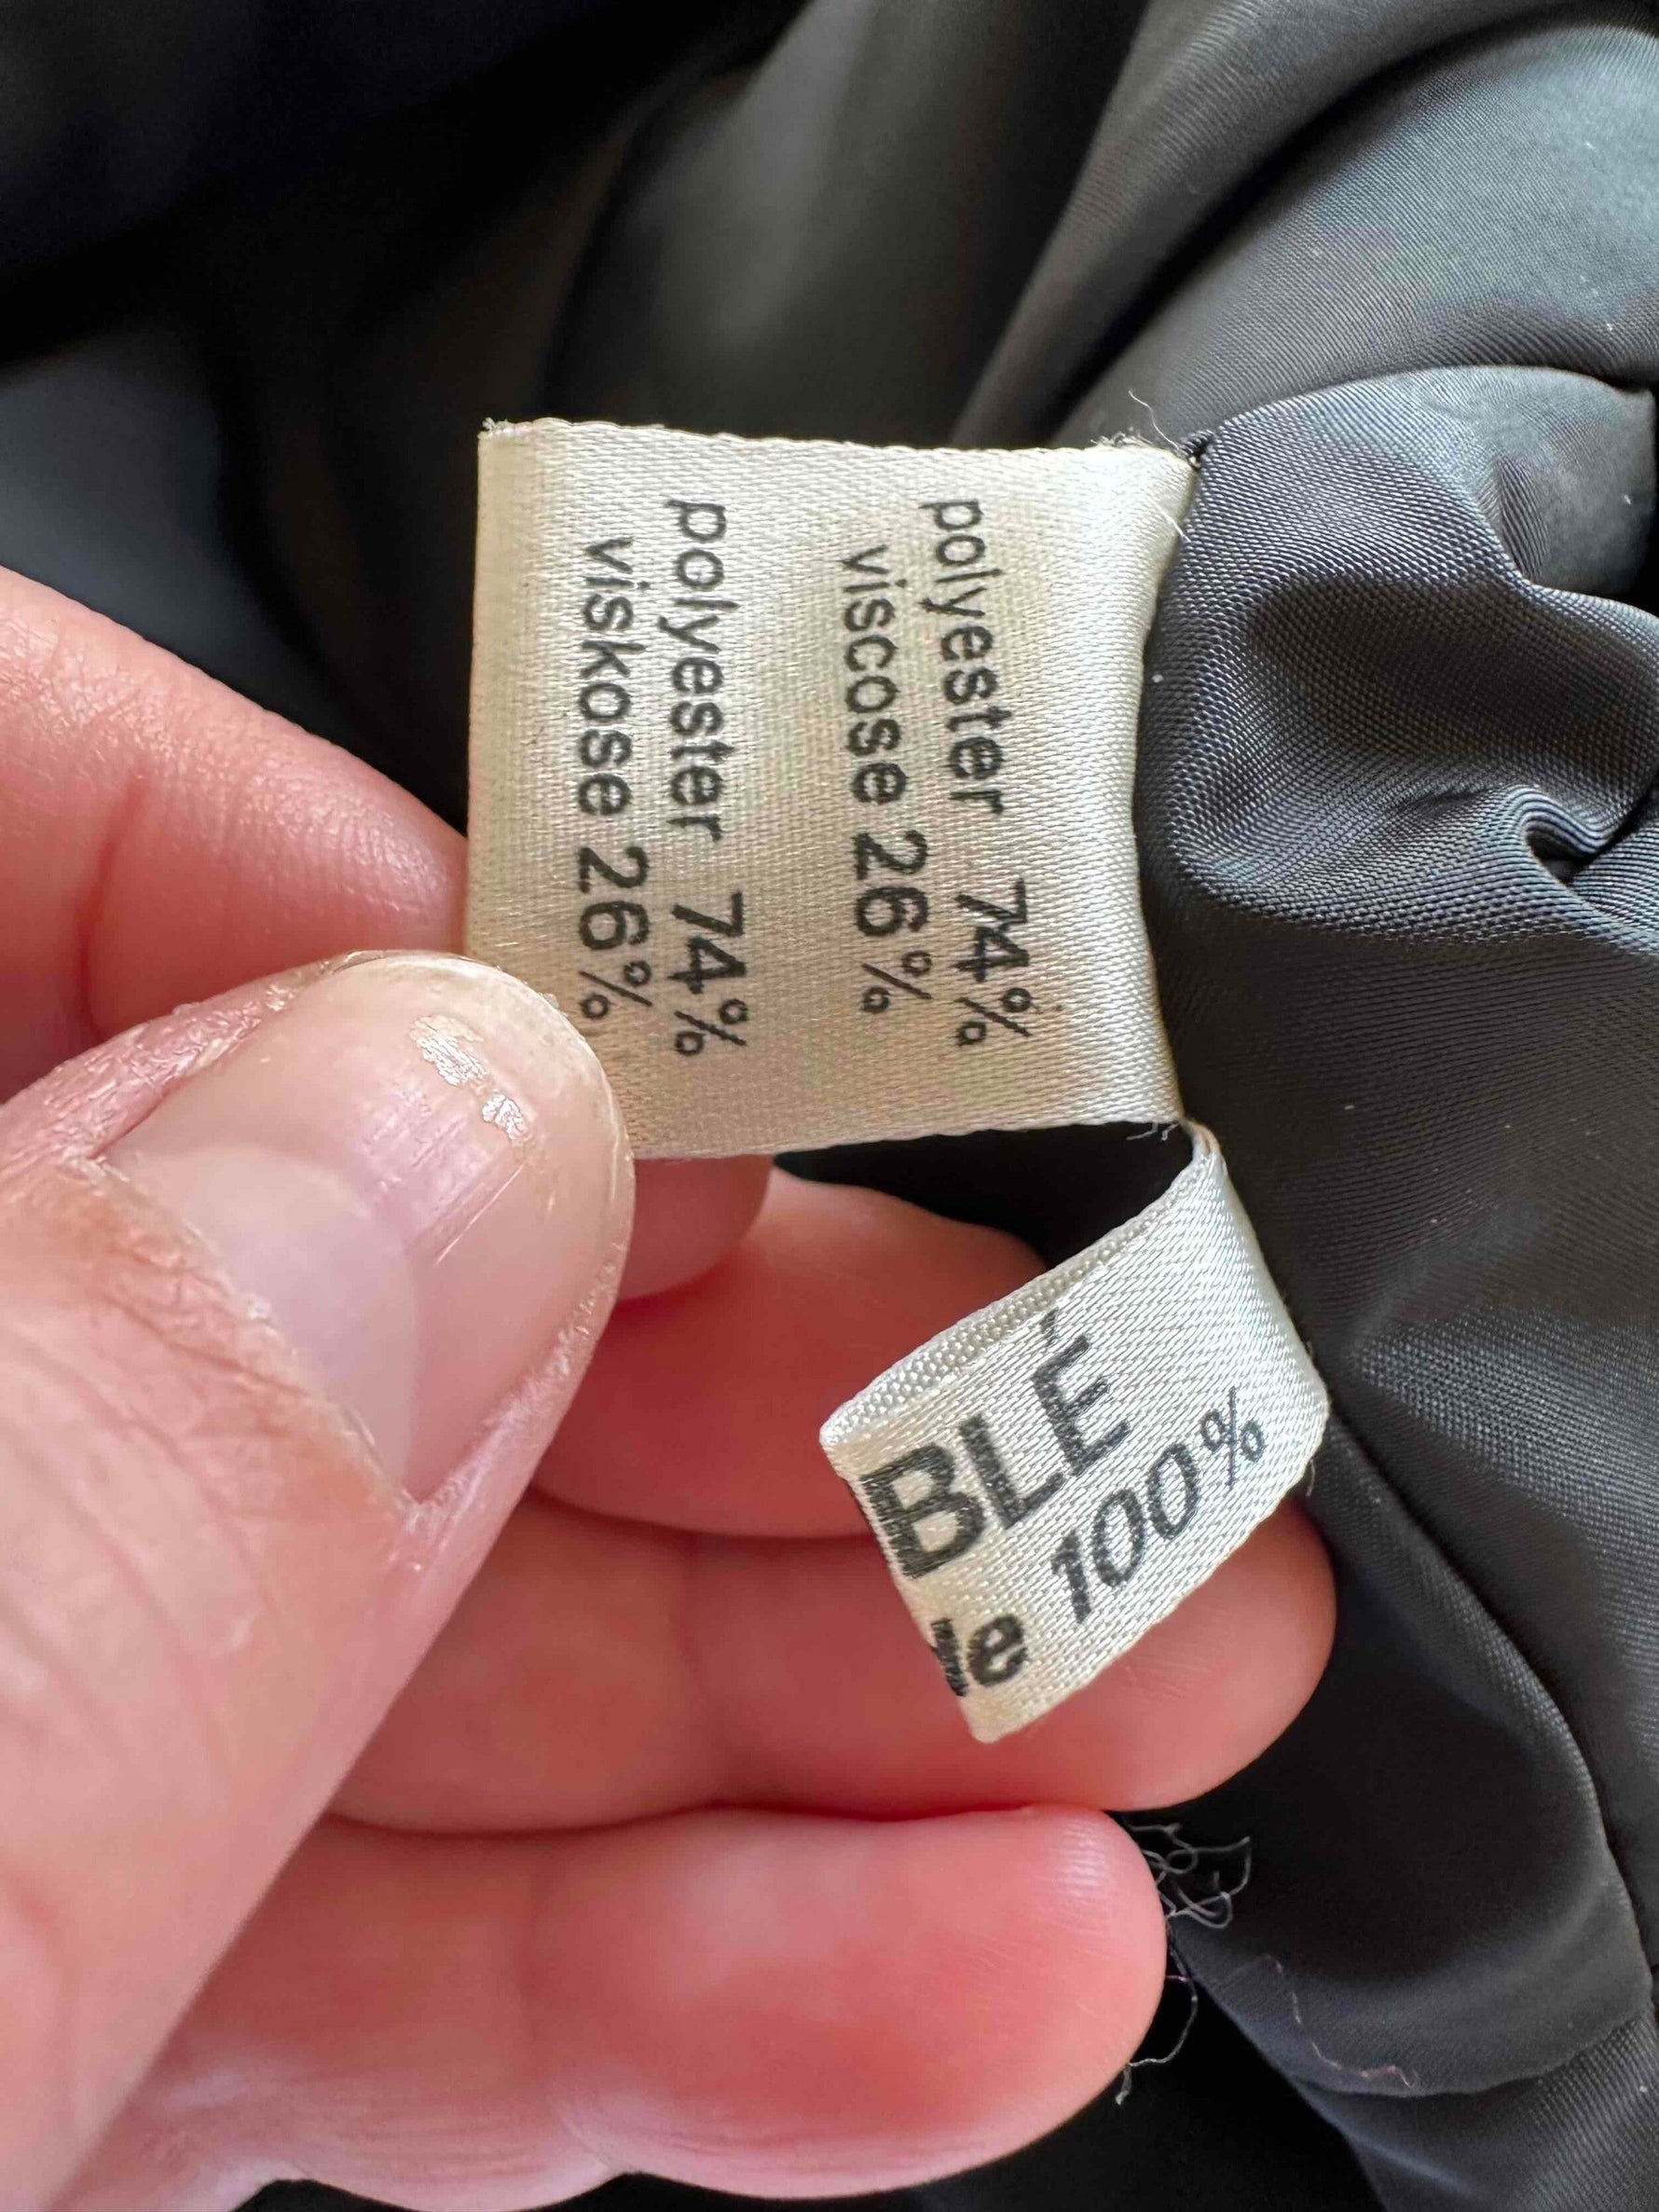 polyester 74%
viscose 26%
polyester 74%
viskose 26%
BLÉ
100%